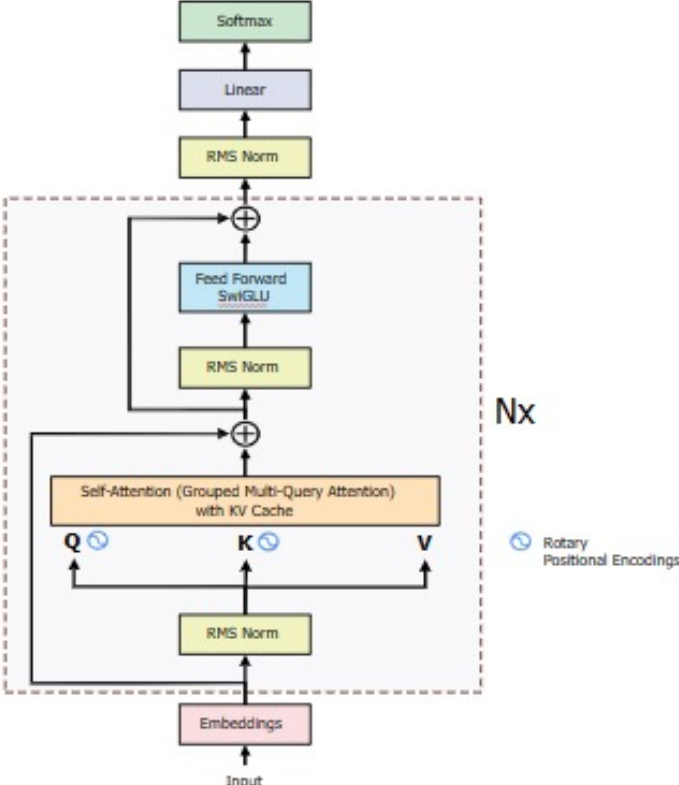 Softmax
Linear
RMS Norm
Feed Forward
SwiGLU
RMS Norm
Nx
Self-Attention (Grouped Multi-Query Attention)
with KV Cache
Q K V
Rotary
Positional Encodings
RMS Norm
Embeddings
Input